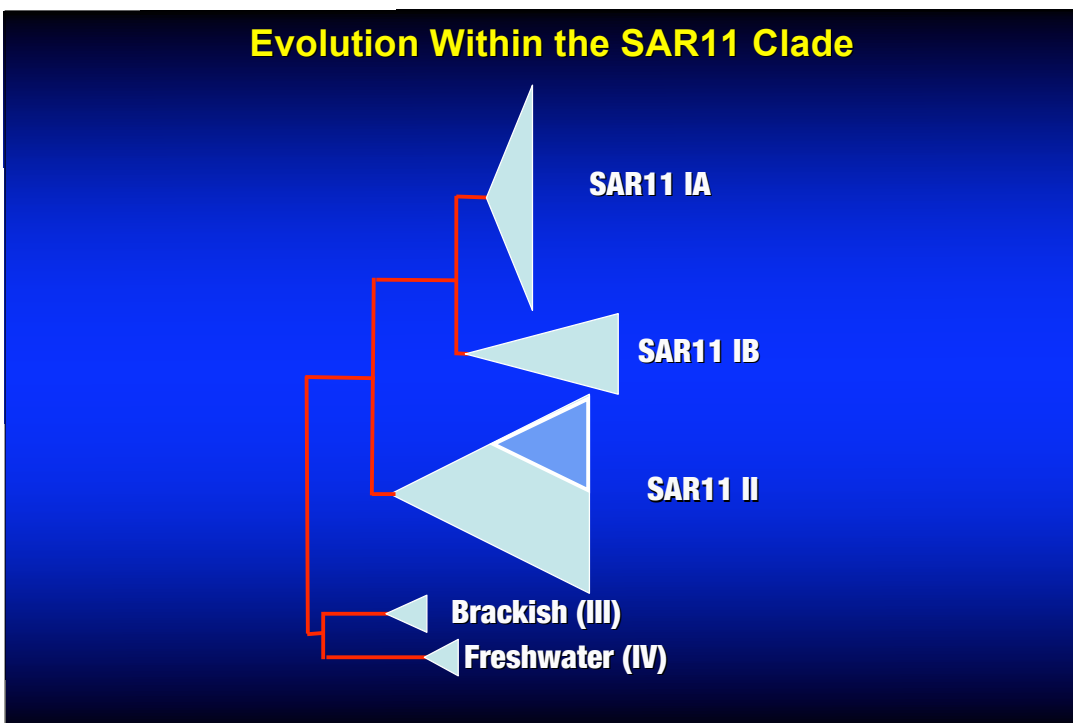 Evolution Within the SAR11 Clade
SAR11 IA
SAR11 IB
SAR11 II
Brackish (III)
Freshwater (IV)